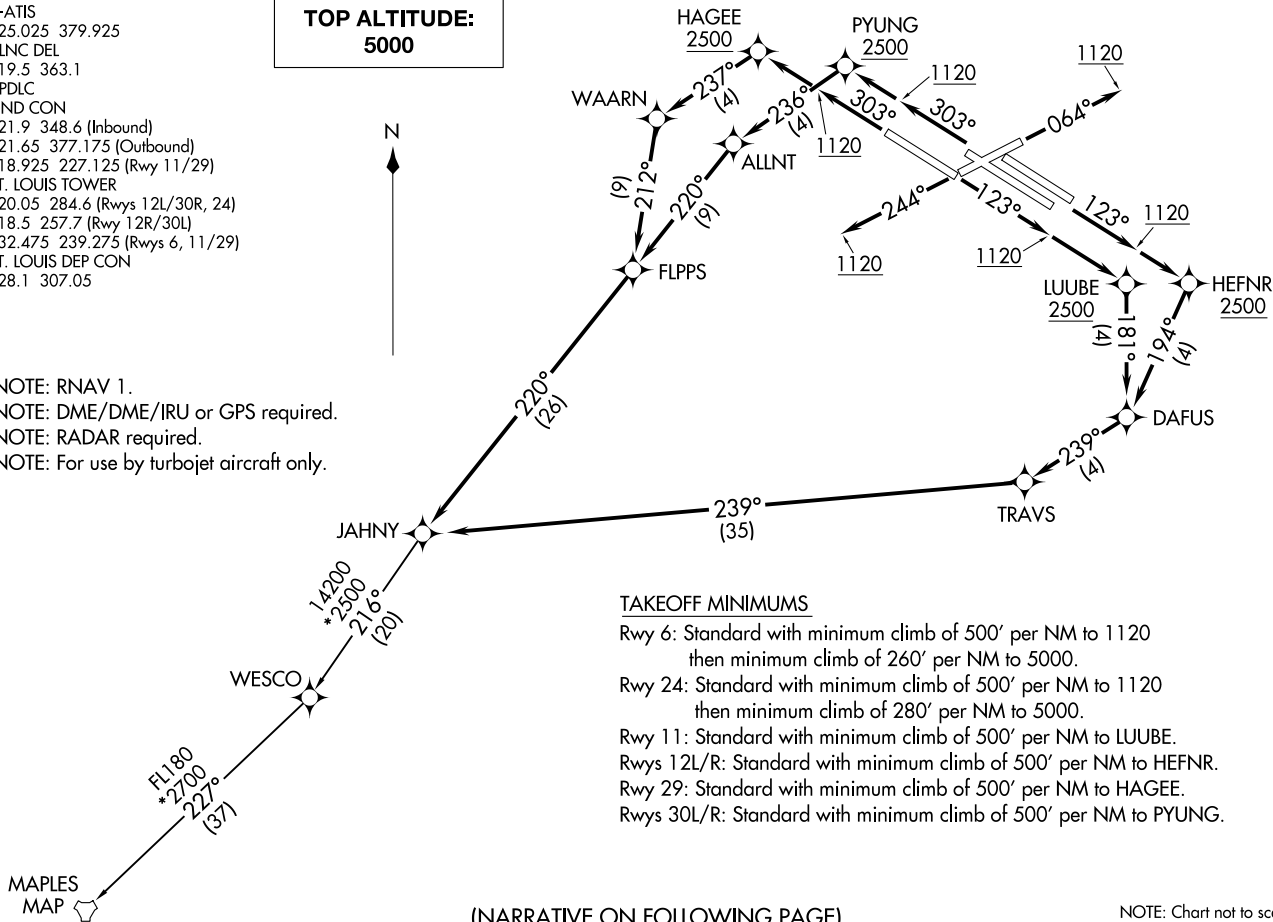 -ATIS
25.025 379.925
LNC DEL
19.5 363.1
PDLC
ND CON
21.9 348.6 (Inbound)
21.65 377.175 (Outbound)
18.925 227.125 (Rwy 11/29)
T. LOUIS TOWER
20.05 284.6 (Rwys 12L/30R, 24)
18.5 257.7 (Rwy 12R/30L)
32.475 239.275 (Rwys 6, 11/29)
T. LOUIS DEP CON
28.1 307.05
TOP ALTITUDE:
5000
N
HAGEE
2500
PYUNG
2500
1120
1120
WAARN
237°
(4)
236°
(4)
303°
303°
064°
1120
ALLNT
212°
(9)
220°
(9)
244°
1120
123°
123°
1120
1120
FLPPS
LUUBE
2500
HEFNR
2500
181°
(4)
194°
(4)
NOTE: RNAV 1.
NOTE: DME/DME/IRU or GPS required.
NOTE: RADAR required.
NOTE: For use by turbojet aircraft only.
220°
(26)
DAFUS
239°
(4)
TRAVS
239°
(35)
JAHNY
14200
*2500
216°
(20)
WESCO
FL180
*2700
227°
(37)
MAPLES
MAP
TAKEOFF MINIMUMS
Rwy 6: Standard with minimum climb of 500' per NM to 1120
then minimum climb of 260' per NM to 5000.
Rwy 24: Standard with minimum climb of 500' per NM to 1120
then minimum climb of 280' per NM to 5000.
Rwy 11: Standard with minimum climb of 500' per NM to LUUBE.
Rwys 12L/R: Standard with minimum climb of 500' per NM to HEFNR.
Rwy 29: Standard with minimum climb of 500' per NM to HAGEE.
Rwys 30L/R: Standard with minimum climb of 500' per NM to PYUNG.
(NARRATIVE ON FOLLOWING PAGE)
NOTE: Chart not to sc